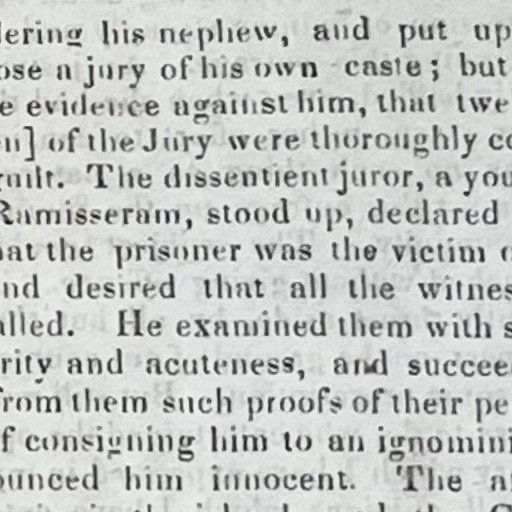 dering his nephew, and put up
ose a jury of his own caste; but
e evidence against him, that twe
en] of the Jury were thoroughly co
guilt. The dissentient juror, a you
Ramisseram, stood up, declared
hat the prisoner was the victim o
nd desired that all the witnes
alled. He examined them with s
rity and acuteness, and succee
from them such proofs of their pe
f consigning him to an ignomini
ounced him innocent. The a